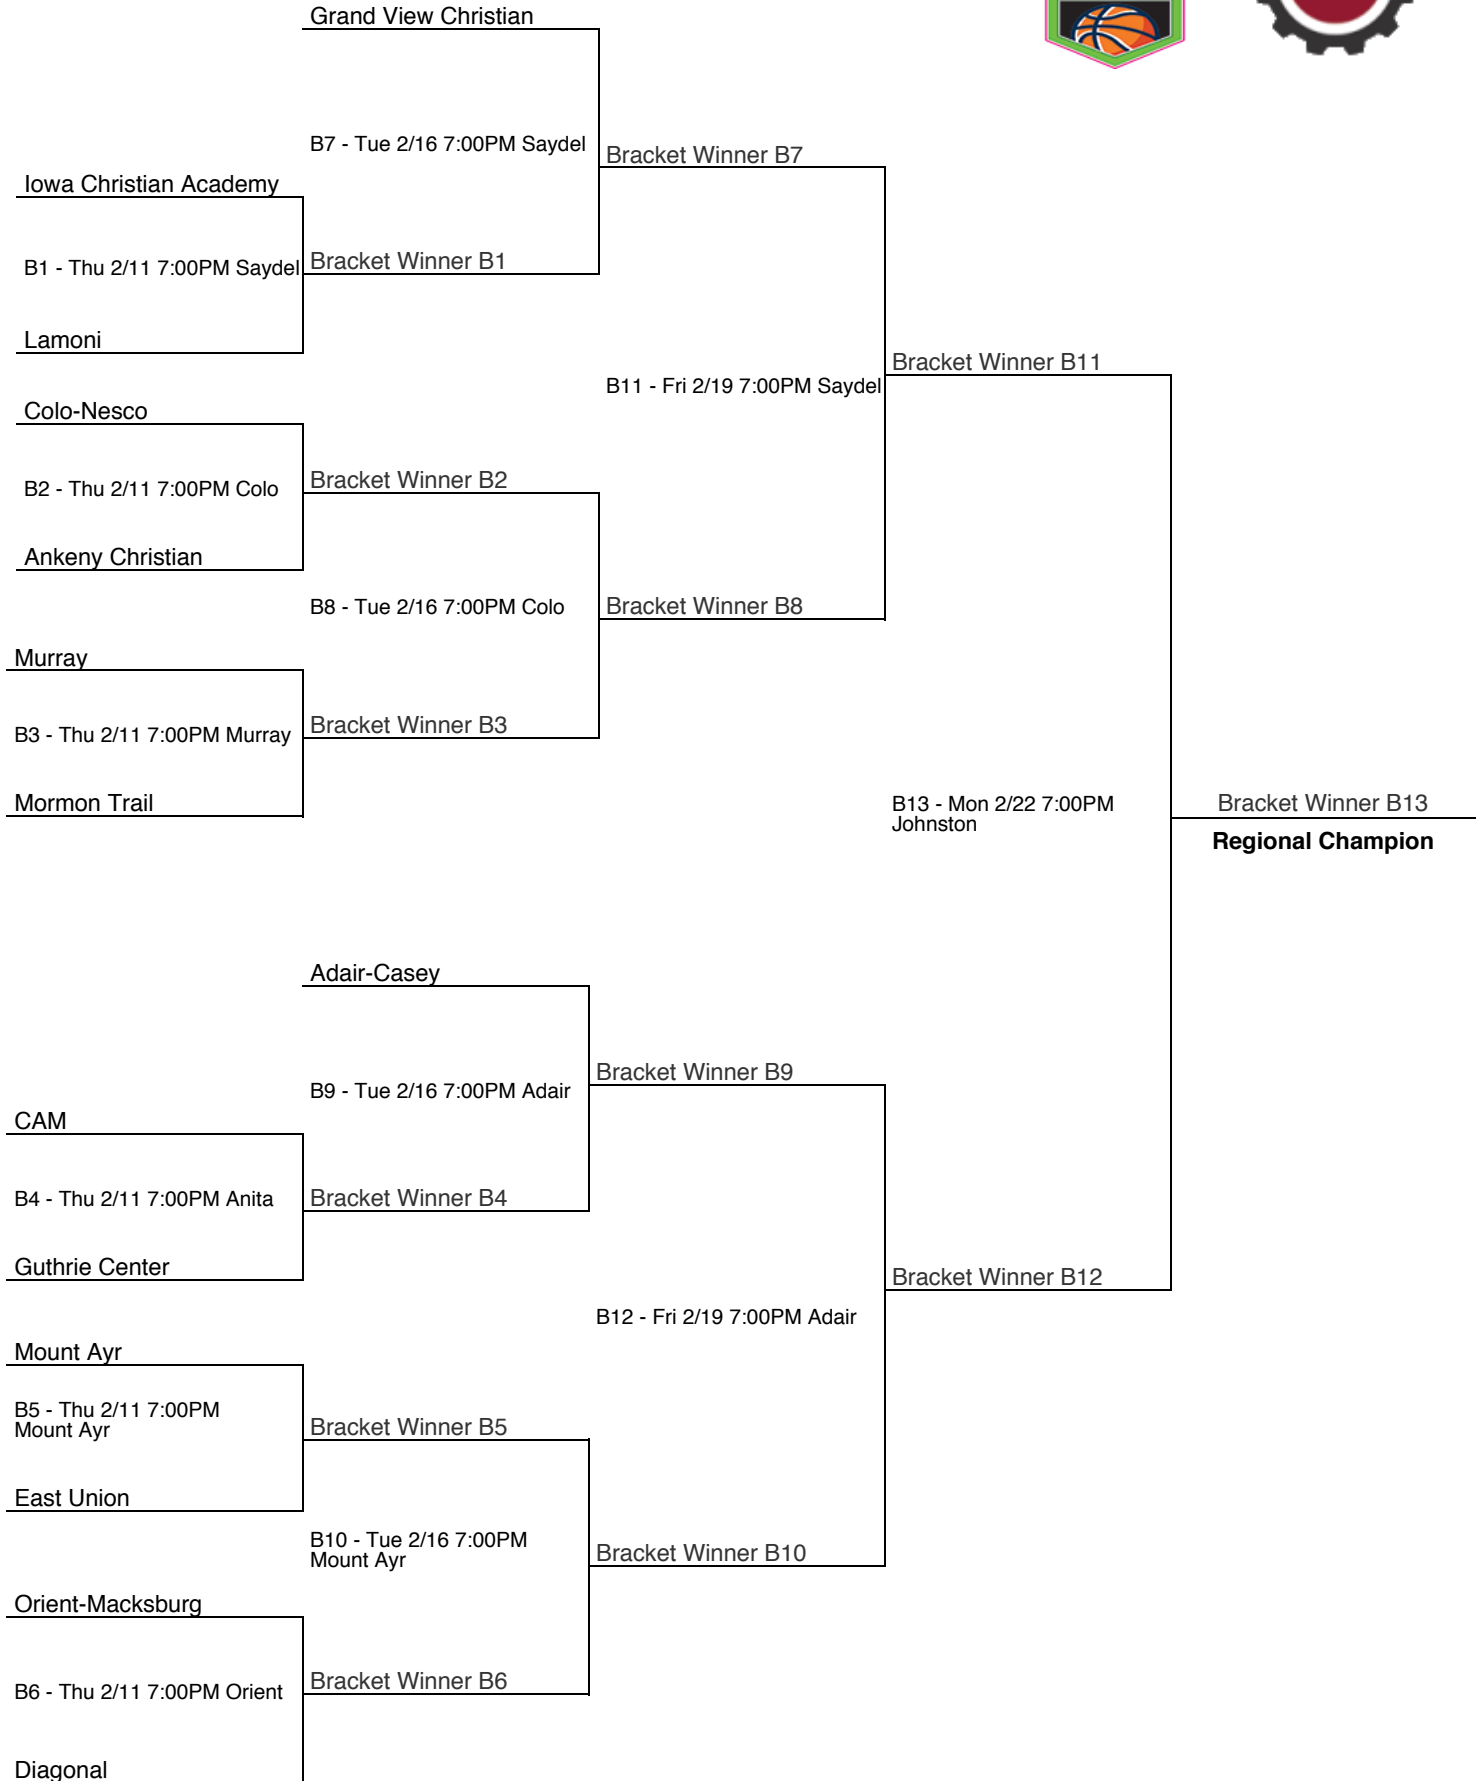 Grand View Christian
B7 - Tue 2/16 7:00PM Saydel
Bracket Winner B7
Iowa Christian Academy
B1 - Thu 2/11 7:00PM Saydel
Bracket Winner B1
Lamoni
Bracket Winner B11
B11 - Fri 2/19 7:00PM Saydel
Colo-Nesco
B2 - Thu 2/11 7:00PM Colo
Bracket Winner B2
Ankeny Christian
B8 - Tue 2/16 7:00PM Colo
Bracket Winner B8
Murray
B3 - Thu 2/11 7:00PM Murray
Bracket Winner B3
Mormon Trail
B13 - Mon 2/22 7:00PM
Johnston
Bracket Winner B13
Regional Champion
Adair-Casey
Bracket Winner B9
B9 - Tue 2/16 7:00PM Adair
CAM
B4 - Thu 2/11 7:00PM Anita
Bracket Winner B4
Guthrie Center
Bracket Winner B12
B12 - Fri 2/19 7:00PM Adair
Mount Ayr
B5 - Thu 2/11 7:00PM
Mount Ayr
Bracket Winner B5
East Union
B10 - Tue 2/16 7:00PM
Mount Ayr
Bracket Winner B10
Orient-Macksburg
B6 - Thu 2/11 7:00PM Orient
Bracket Winner B6
Diagonal